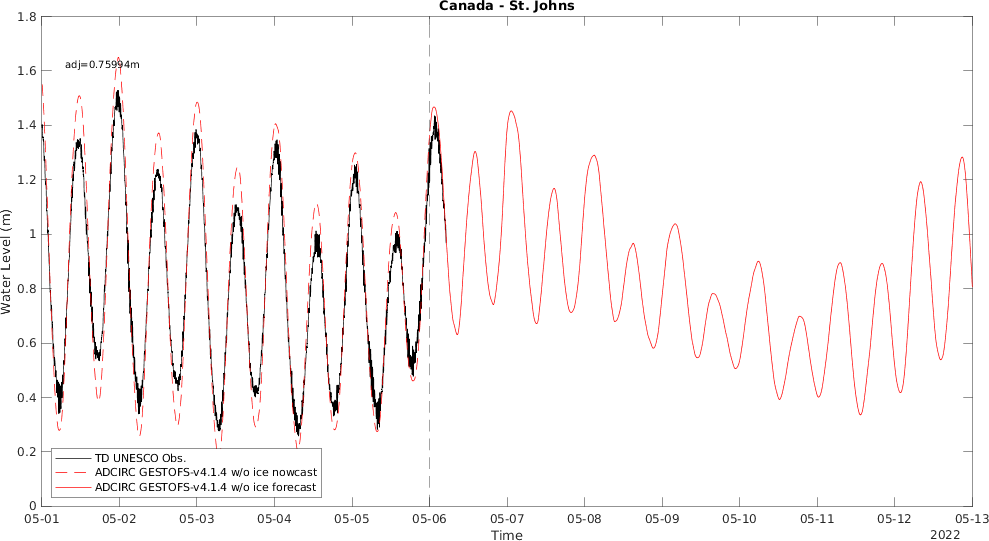 Canada - St. Johns
adj=0.75994m
Water Level (m)
1.8
1.6
1.4
1.2
1
0.8
0.6
0.4
0.2
0
TD UNESCO Obs.
ADCIRC GESTOFS-v4.1.4 w/o ice nowcast
ADCIRC GESTOFS-v4.1.4 w/o ice forecast
05-01 05-02 05-03 05-04 05-05 05-06 05-07 05-08 05-09 05-10 05-11 05-12 05-13
Time
2022